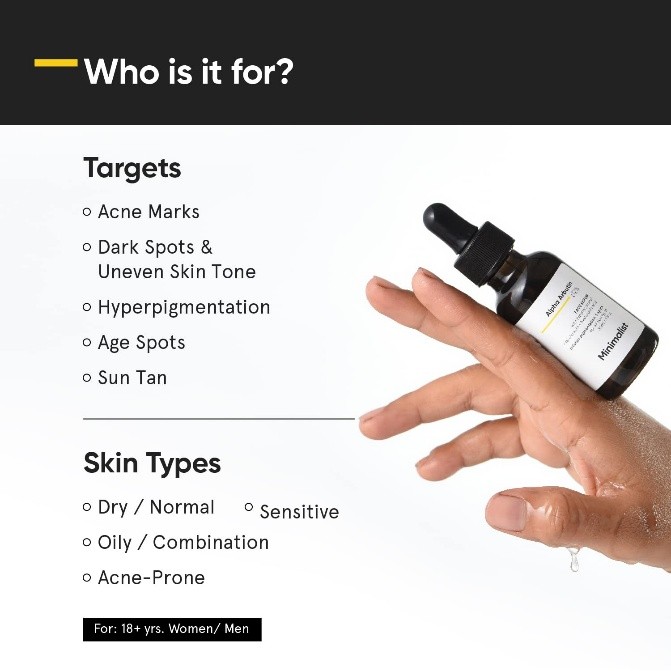 Who is it for?
Targets
Acne Marks
Dark Spots &
Uneven Skin Tone
Hyperpigmentation
Age Spots
Sun Tan
Skin Types
Dry / Normal
Sensitive
Oily / Combination
Acne-Prone
For: 18+ yrs. Women/ Men
Alpha Arbutin
Minimalist